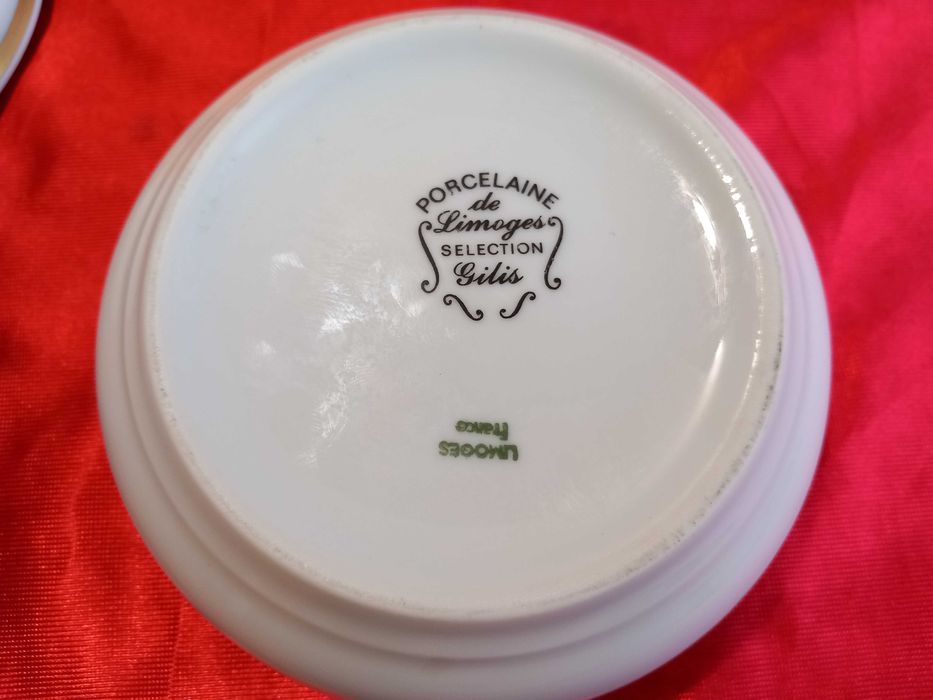 PORCELAINE
de
Limoges
SELECTION
Gilis
LIMOGES
France